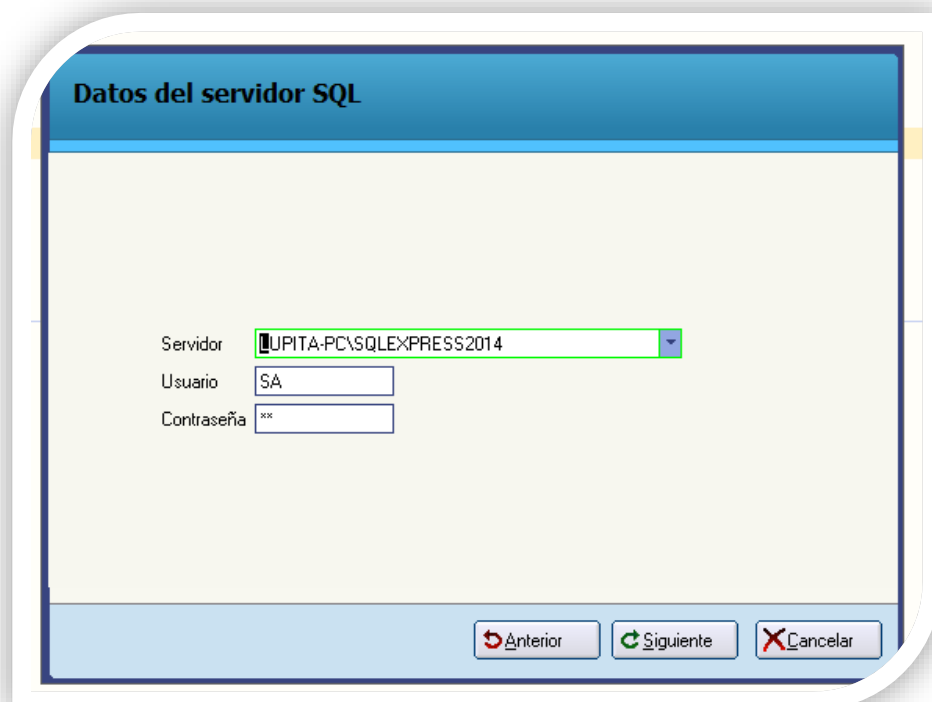 Datos del servidor SQL
Servidor LUPITA-PC\SQLEXPRESS2014
Usuario SA
Contraseña **
Anterior Siguiente Cancelar